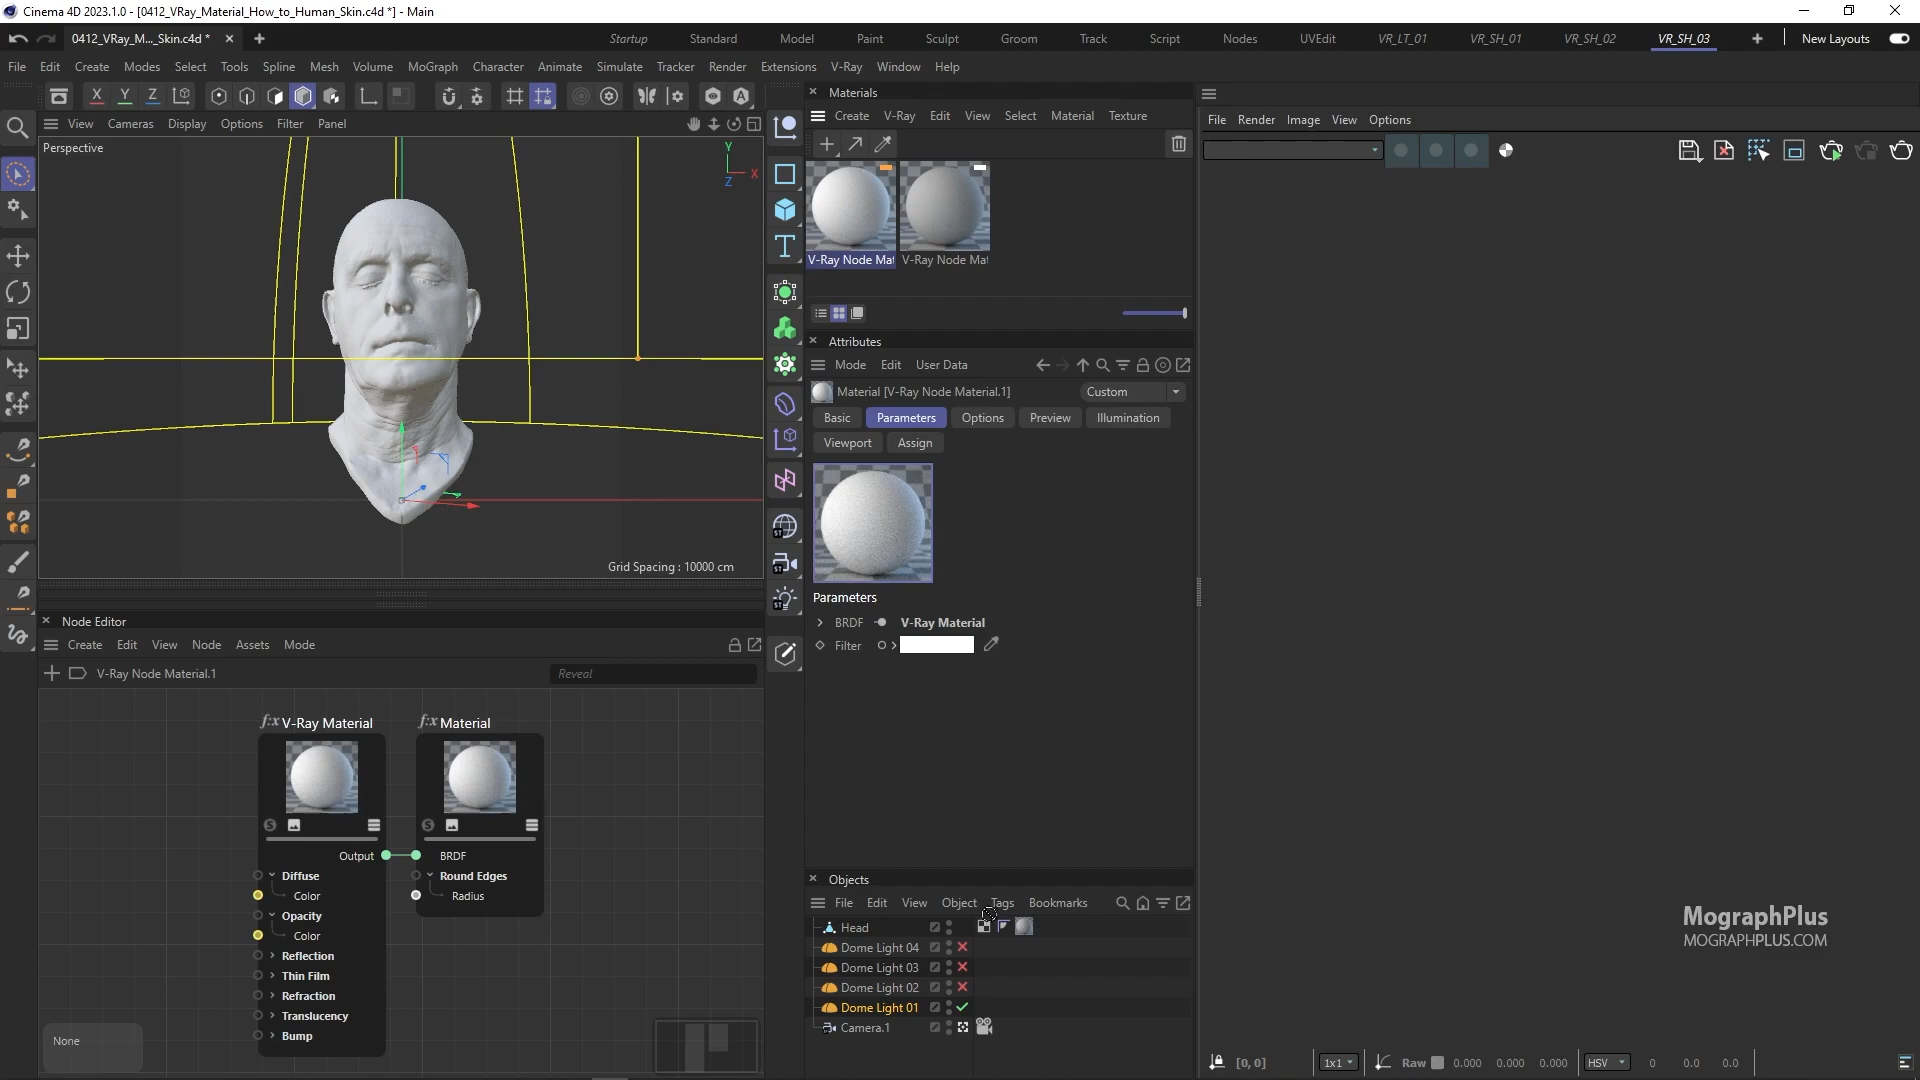 Cinema 4D 2023.1.0 - [0412_VRay_Material_How_to_Human_Skin.c4d *] - Main
0412_VRay_M..._Skin.c4d *
Startup Standard Model Paint Sculpt Groom Track Script Nodes UVEdit VR_LT_01 VR_SH_01 VR_SH_02 VR_SH_03 New Layouts
File Edit Create Modes Select Tools Spline Mesh Volume MoGraph Character Animate Simulate Tracker Render Extensions V-Ray Window Help
X Y Z
View Cameras Display Options Filter Panel
Perspective
Y
X
Z
Grid Spacing : 10000 cm
Node Editor
Create Edit View Node Assets Mode
V-Ray Node Material.1
Reveal
f:x V-Ray Material
f:x Material
Output
BRDF
Diffuse
Round Edges
Color
Radius
Opacity
Color
Reflection
Thin Film
Refraction
Translucency
Bump
None
Materials
Create V-Ray Edit View Select Material Texture
V-Ray Node Mat
V-Ray Node Mat
Attributes
Mode Edit User Data
Material [V-Ray Node Material.1]
Custom
Basic Parameters Options Preview Illumination
Viewport Assign
Parameters
BRDF V-Ray Material
Filter
Objects
File Edit View Object Tags Bookmarks
Head
Dome Light 04
Dome Light 03
Dome Light 02
Dome Light 01
Camera.1
File Render Image View Options
MographPlus
MOGRAPHPLUS.COM
[0, 0]
1x1
Raw 0.000 0.000 0.000
HSV 0 0.0 0.0